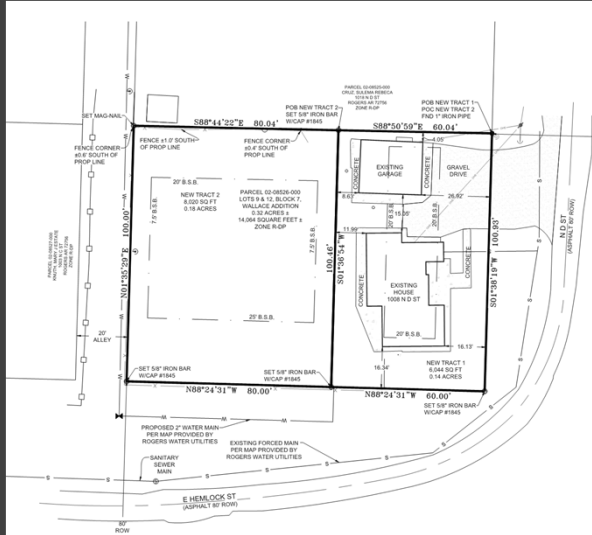 PARCEL 02-08525-000
CRUZ, SULEMA REBECA
1010 N D ST
ROGERS AR 72756
ZONE R-DP
SET MAG-NAIL
S88°44'22"E 80.04'
POB NEW TRACT 2
SET 5/8" IRON BAR
W/CAP #1845
S88°50'59"E 60.04'
POB NEW TRACT 1
POC NEW TRACT 2
FND 1" IRON PIPE
FENCE CORNER
±0.6' SOUTH OF
PROP LINE
FENCE ±1.0' SOUTH
OF PROP LINE
FENCE CORNER
±0.4' SOUTH OF
PROP LINE
4.05'
EXISTING
GARAGE
CONCRETE
CONCRETE
GRAVEL
DRIVE
20' B.S.B.
NEW TRACT 2
8,020 SQ FT
0.18 ACRES
PARCEL 02-08526-000
LOTS 9 & 12, BLOCK 7,
WALLACE ADDITION
0.32 ACRES ±
14,064 SQUARE FEET ±
ZONE R-DP
7.5' B.S.B.
7.5' B.S.B.
8.63'
26.92'
20' B.S.B.
15.05'
20' B.S.B.
11.99'
100.00'
N01°35'29"E
100.46'
S01°36'54"W
100.93'
S01°38'19"W
N D ST
(ASPHALT 80' ROW)
CONCRETE
CONCRETE
EXISTING
HOUSE
1008 N D ST
25' B.S.B.
20' B.S.B.
20'
ALLEY
16.13'
16.34'
NEW TRACT 1
6,044 SQ FT
0.14 ACRES
SET 5/8" IRON BAR
W/CAP #1845
SET 5/8" IRON BAR
W/CAP #1845
N88°24'31"W 80.00'
N88°24'31"W 60.00'
SET 5/8" IRON BAR
W/CAP #1845
PROPOSED 2" WATER MAIN
PER MAP PROVIDED BY
ROGERS WATER UTILITIES
EXISTING FORCED MAIN
PER MAP PROVIDED BY
ROGERS WATER UTILITIES
SANITARY
SEWER
MAIN
E HEMLOCK ST
(ASPHALT 80' ROW)
80'
ROW